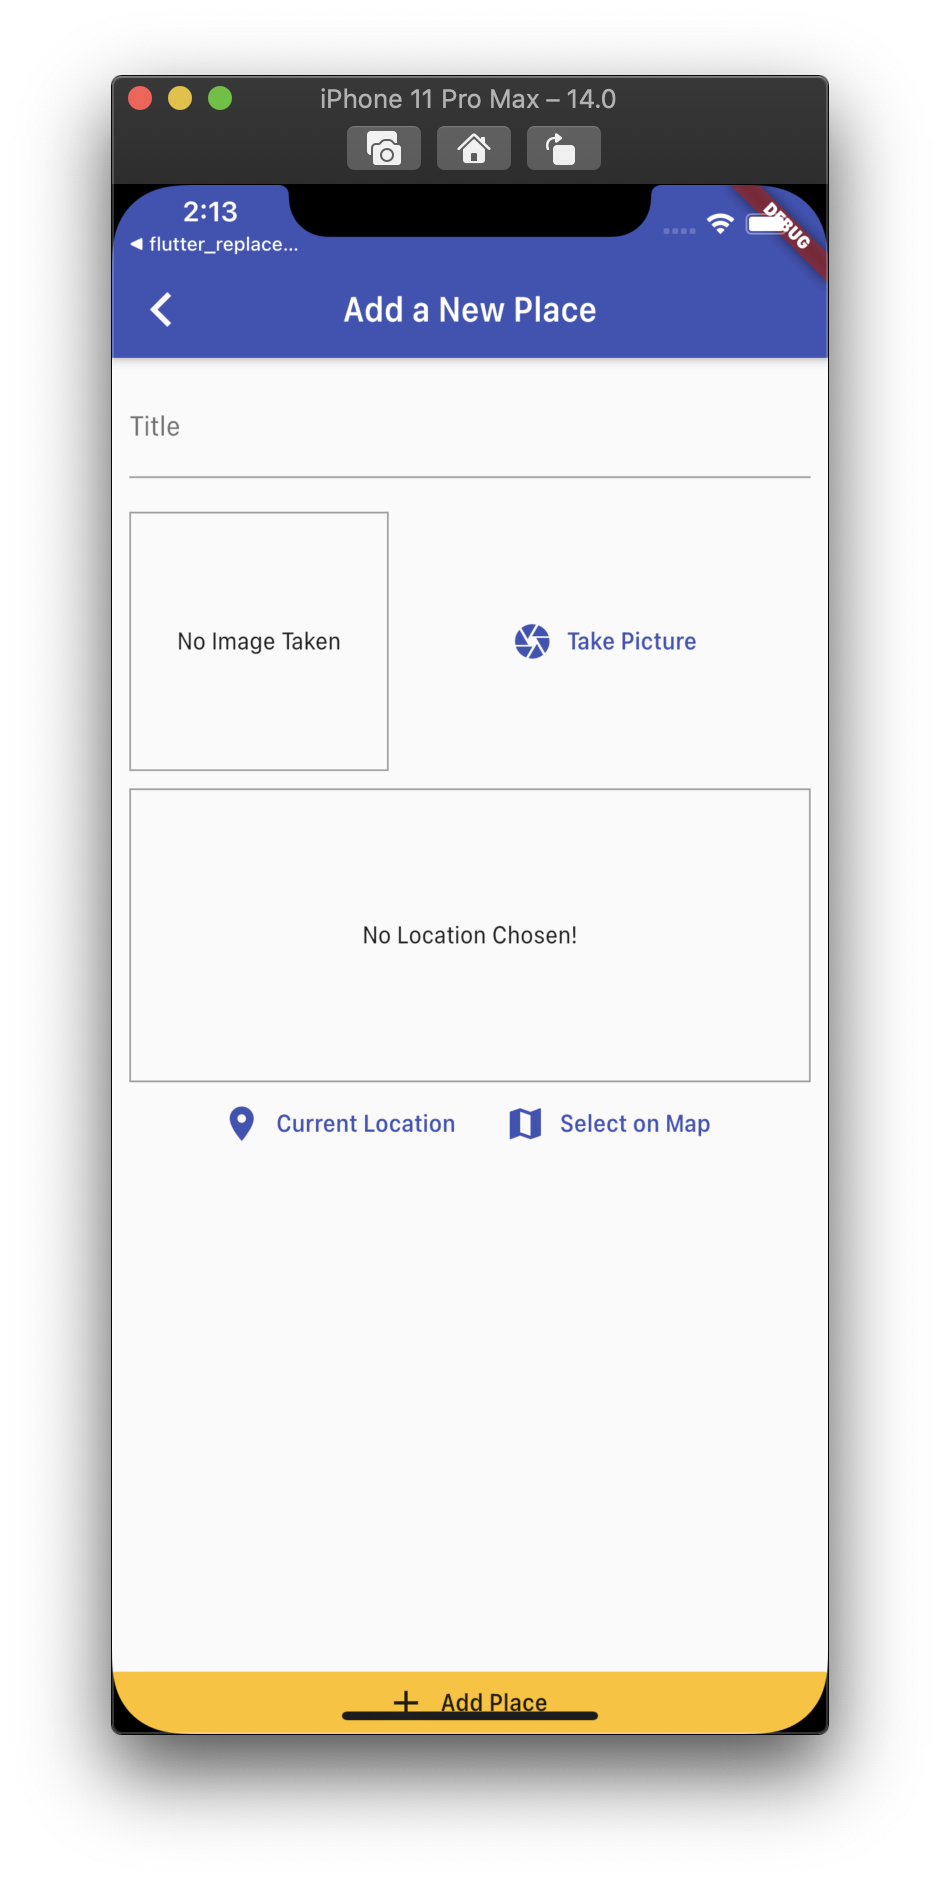 iPhone 11 Pro Max – 14.0
2:13
◀ flutter_replace...
DEBUG
Add a New Place
Title
No Image Taken
Take Picture
No Location Chosen!
Current Location
Select on Map
Add Place